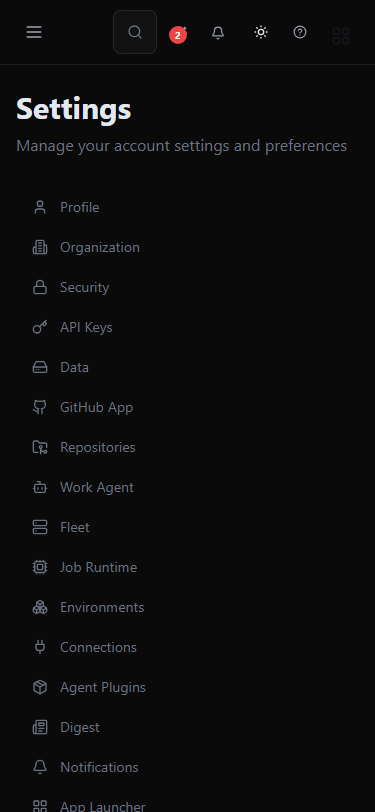 2
Settings
Manage your account settings and preferences
Profile
Organization
Security
API Keys
Data
GitHub App
Repositories
Work Agent
Fleet
Job Runtime
Environments
Connections
Agent Plugins
Digest
Notifications
App Launcher